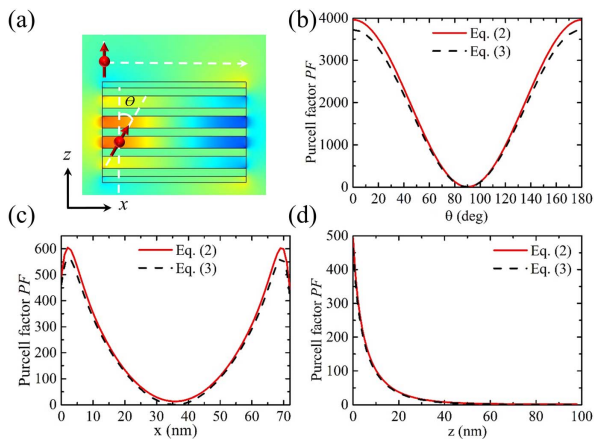 (a)
θ
z
x
(b)
Purcell factor PF
4000
3000
2000
1000
0
Eq. (2)
Eq. (3)
0 20 40 60 80 100 120 140 160 180
θ (deg)
(c)
Purcell factor PF
600
500
400
300
200
100
0
Eq. (2)
Eq. (3)
0 10 20 30 40 50 60 70
x (nm)
(d)
Purcell factor PF
500
400
300
200
100
0
Eq. (2)
Eq. (3)
0 20 40 60 80 100
z (nm)